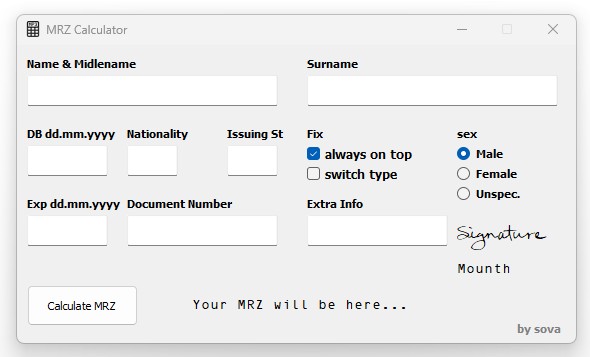 MRZ Calculator
Name & Midlename Surname
DB dd.mm.yyyy Nationality Issuing St Fix sex
always on top Male
switch type Female
Unspec.
Exp dd.mm.yyyy Document Number Extra Info
Signature
Mounth
Calculate MRZ Your MRZ will be here...
by sova